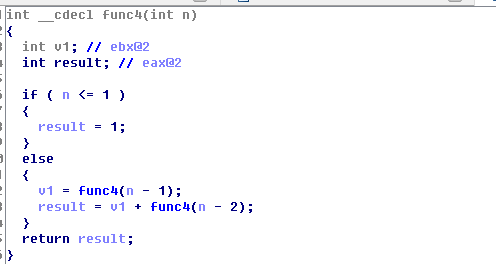 int __cdecl func4(int n)
{
  int v1; // ebx@2
  int result; // eax@2

  if ( n <= 1 )
  {
    result = 1;
  }
  else
  {
    v1 = func4(n - 1);
    result = v1 + func4(n - 2);
  }
  return result;
}